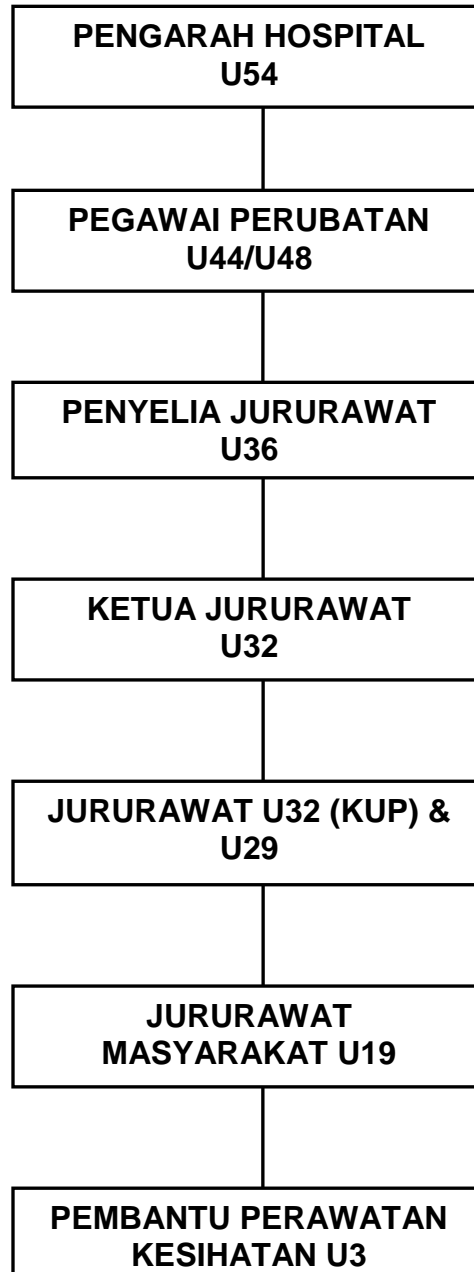 PENGARAH HOSPITAL
U54
PEGAWAI PERUBATAN
U44/U48
PENYELIA JURURAWAT
U36
KETUA JURURAWAT
U32
JURURAWAT U32 (KUP) &
U29
JURURAWAT
MASYARAKAT U19
PEMBANTU PERAWATAN
KESIHATAN U3